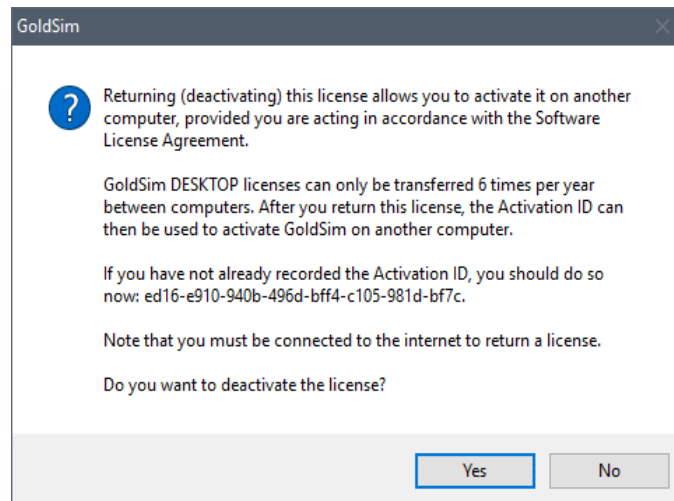 GoldSim
Returning (deactivating) this license allows you to activate it on another
computer, provided you are acting in accordance with the Software
License Agreement.
GoldSim DESKTOP licenses can only be transferred 6 times per year
between computers. After you return this license, the Activation ID can
then be used to activate GoldSim on another computer.
If you have not already recorded the Activation ID, you should do so
now: ed16-e910-940b-496d-bff4-c105-981d-bf7c.
Note that you must be connected to the internet to return a license.
Do you want to deactivate the license?
Yes
No